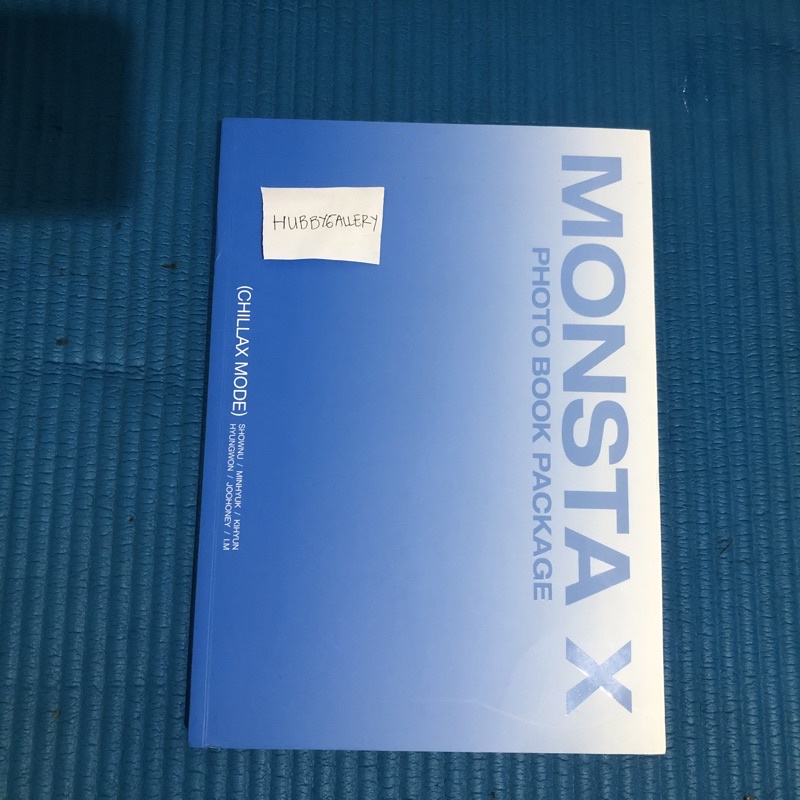 MONSTA X
PHOTO BOOK PACKAGE
HUBBYGALLERY
(CHILLAX MODE)
SHOWNU / MINHYUK / KIHYUN
HYUNGWON / JOOHONEY / I.M